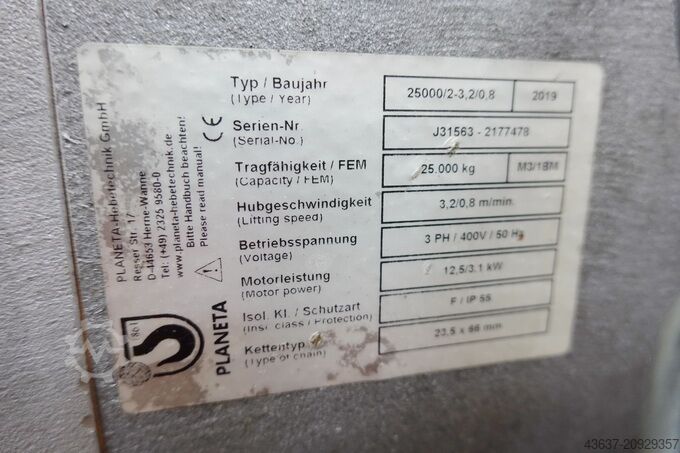 PLANETA-Hebetechnik GmbH
Resser Str. 17
D-44653 Herne-Wanne
Tel: (+49) 2325 9580-0
www.planeta-hebetechnik.de
Bitte Handbuch beachten!
Please read manual!
CE
PLANETA
Typ / Baujahr
(Type / Year)
25000/2-3,2/0,8 2019
Serien-Nr.
(Serial-No.)
J31563 - 2177478
Tragfähigkeit / FEM
(Capacity / FEM)
25.000 kg M3/1BM
Hubgeschwindigkeit
(Lifting speed)
3,2/0,8 m/min.
Betriebsspannung
(Voltage)
3 PH / 400V / 50 Hz
Motorleistung
(Motor power)
12,5/3,1 kW
Isol. Kl. / Schutzart
(Insl. class / Protection)
F / IP 55
Kettentyp
(Type of chain)
23,5 x 66 mm
43637-20929357